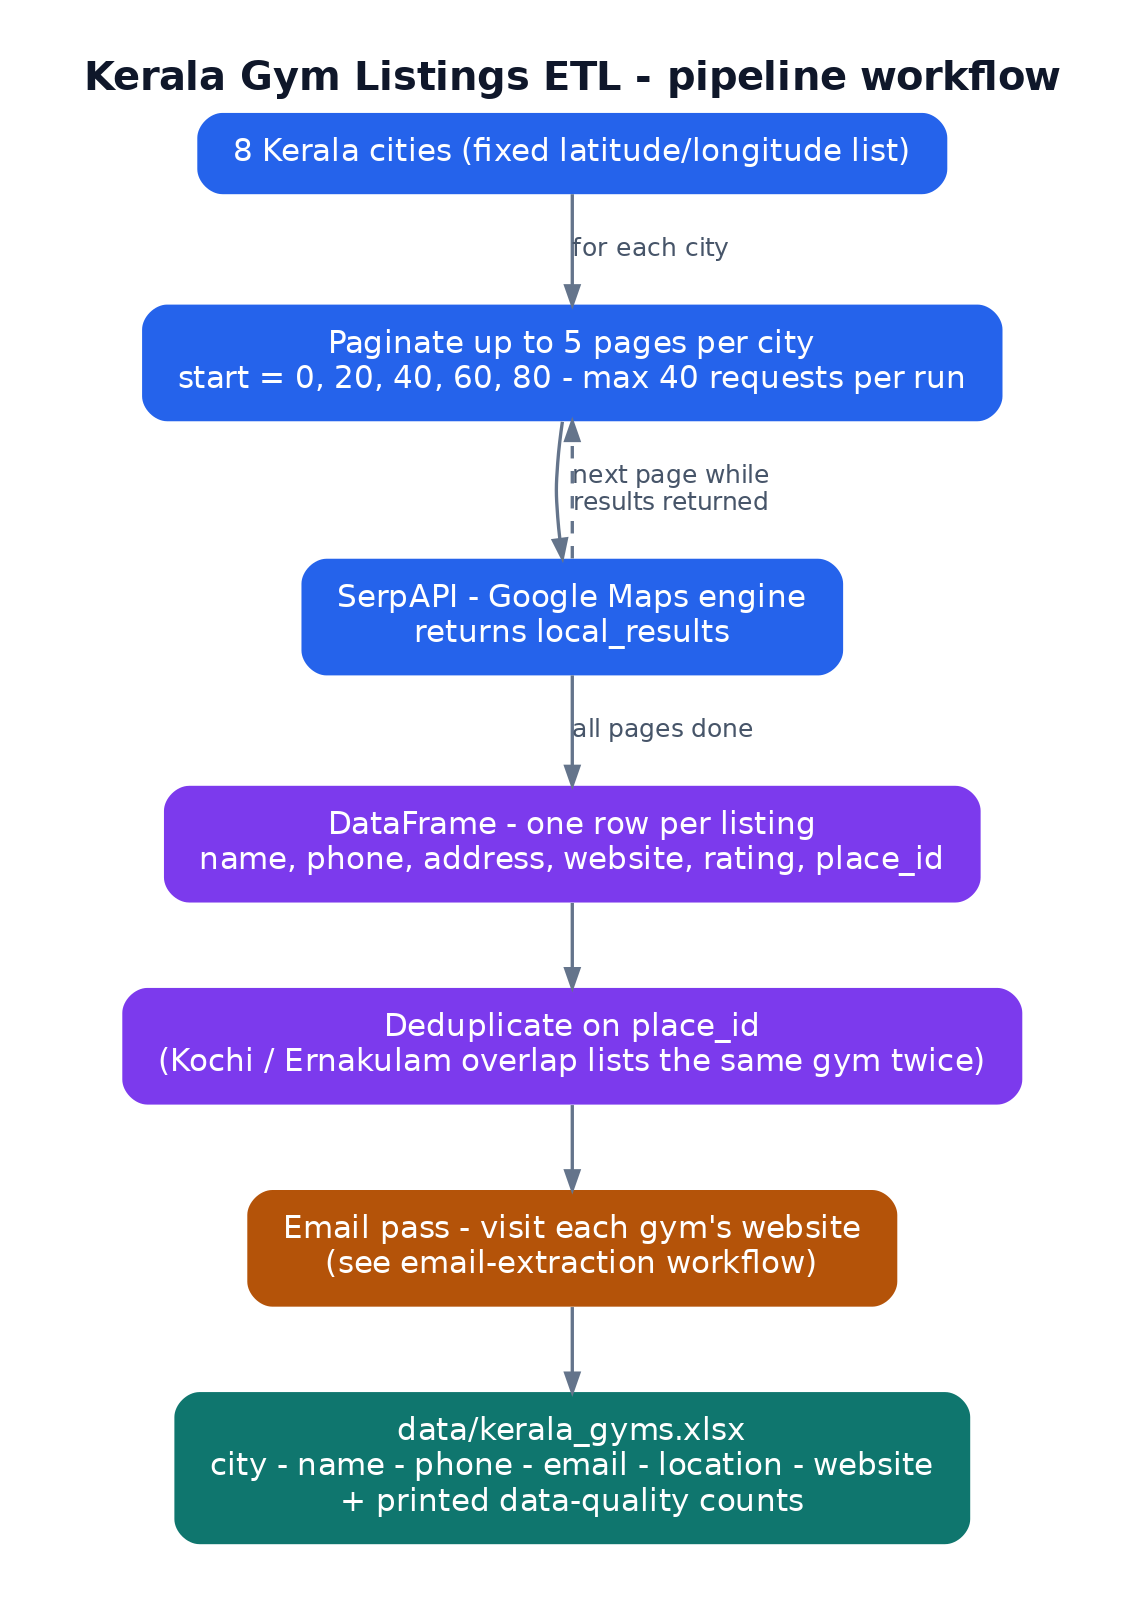 Kerala Gym Listings ETL - pipeline workflow
8 Kerala cities (fixed latitude/longitude list)
for each city
Paginate up to 5 pages per city
start = 0, 20, 40, 60, 80 - max 40 requests per run
next page while
results returned
SerpAPI - Google Maps engine
returns local_results
all pages done
DataFrame - one row per listing
name, phone, address, website, rating, place_id
Deduplicate on place_id
(Kochi / Ernakulam overlap lists the same gym twice)
Email pass - visit each gym's website
(see email-extraction workflow)
data/kerala_gyms.xlsx
city - name - phone - email - location - website
+ printed data-quality counts